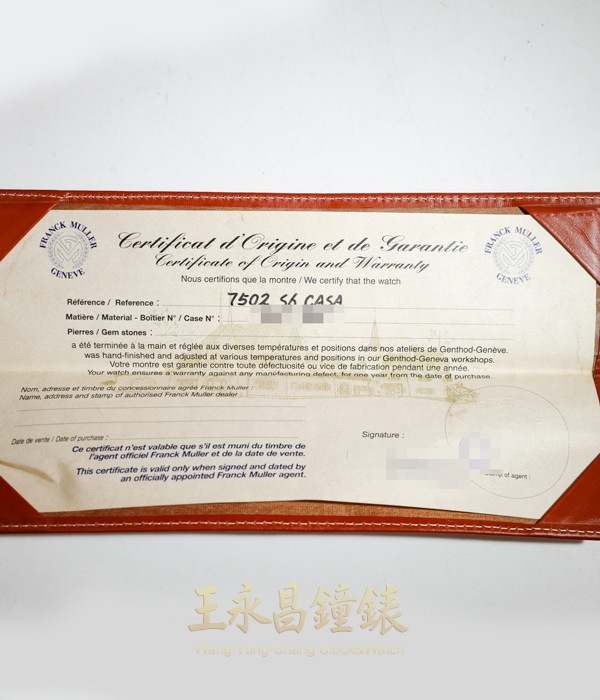 FRANCK MULLER
GENEVE
Certificat d'Origine et de Garantie
FRANCK MULLER
GENEVE
Certificate of Origin and Warranty
Nous certifions que la montre / We certify that the watch
Référence / Reference : 7502 S6 CASA
Matière / Material - Boîtier N° / Case N° :
Pierres / Gem stones :
a été terminée à la main et réglée aux diverses températures et positions dans nos ateliers de Genthod-Genève.
was hand-finished and adjusted at various temperatures and positions in our Genthod-Geneva workshops.
Votre montre est garantie contre toute défectuosité ou vice de fabrication pendant une année.
Your watch ensures a warranty against any manufacturing defect, for one year from the date of purchase.
Nom, adresse et timbre du concessionnaire agréé Franck Muller :
Name, address and stamp of authorised Franck Muller dealer :
Date de vente / Date of purchase :
Signature :
Ce certificat n'est valable que s'il est muni du timbre de
l'agent officiel Franck Muller et de la date de vente.
This certificate is valid only when signed and dated by
an officially appointed Franck Muller agent.
of agent :
王永昌鐘錶
Wang Yung-Chang Clock&Watch